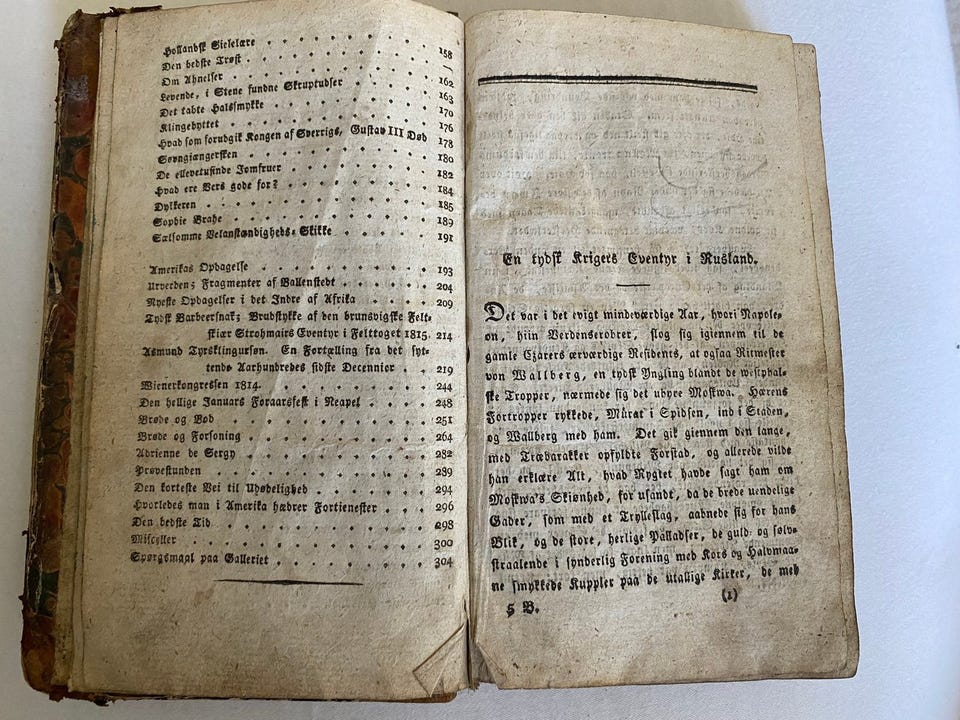 Hollandsk Sielelære 158
Den bedste Trøst —
Om Ahnelser 162
Levende, i Stene fundne Skruptudser 163
Det tabte Halssmykke 170
Klingebyttet 176
Hvad som forudgik Kongen af Sverrigs, Gustav III Død 178
Søvngiængersken 180
De ellevetusinde Jomfruer 182
Hvad ere Vers gode for? 184
Dylkeren 185
Sophie Brahe 189
Sælsomme Velanstændigheds-Skikke 191
Amerikas Opdagelse 193
Urverden; Fragmenter af Ballenstedt 204
Nyeste Opdagelser i det Indre af Afrika 209
Tydsk Barbeersnak; Brudstykke af den brunsvigske Felt-
skiær Strohmairs Eventyr i Felttoget 1815. 214
Asmund Tyrsklingursøn. En Fortælling fra det syt-
tende Aarhundredes sidste Decennior 219
Wienerkongressen 1814. 244
Den hellige Januars Foraarsfest i Neapel 248
Brøde og Bod 251
Brøde og Forsoning 264
Adrienne de Sergy 282
Prøvestunden 289
Den korteste Vei til Uhødelighed 294
Hvorledes man i Amerika hædrer Fortienester 296
Den bedste Tid 298
Misceller 300
Spørgsmaal paa Galleriet 304
En tydsk Krigers Eventyr i Rusland.
Det var i det evigt mindeværdige Aar, hvori Napole-
on, hiin Verdenserobrer, slog sig igiennem til de
gamle Czarers ærværdige Residents, at ogsaa Ritmester
von Wallberg, en tydsk Yngling blandt de westphal-
ske Tropper, nærmede sig det uhyre Moskwa. Hærens
Fortropper rykkede, Mürat i Spidsen, ind i Staden,
og Wallberg med ham. Det gik giennem den lange,
med Træbarakker opfyldte Forstad, og allerede vilde
han erklære Alt, hvad Rygtet havde sagt ham om
Moskwa's Skiønhed, for usandt, da de brede uendelige
Gader, som med et Trylleslag, aabnede sig for hans
Blik, og de store, herlige Palladser, de guld- og sølv-
straalende i synderlig Forening med Kors og Halvmaa-
ne smykkede Kuppler paa de utallige Kirker, de med
5 B. (1)